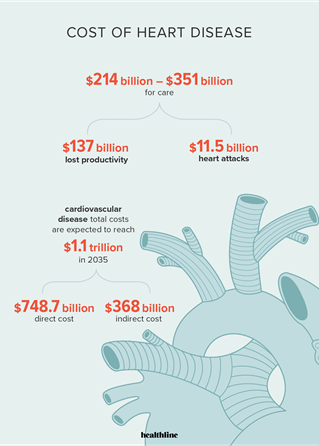 COST OF HEART DISEASE
$214 billion – $351 billion
for care
$137 billion
lost productivity
$11.5 billion
heart attacks
cardiovascular
disease total costs
are expected to reach
$1.1 trillion
in 2035
$748.7 billion
direct cost
$368 billion
indirect cost
healthline